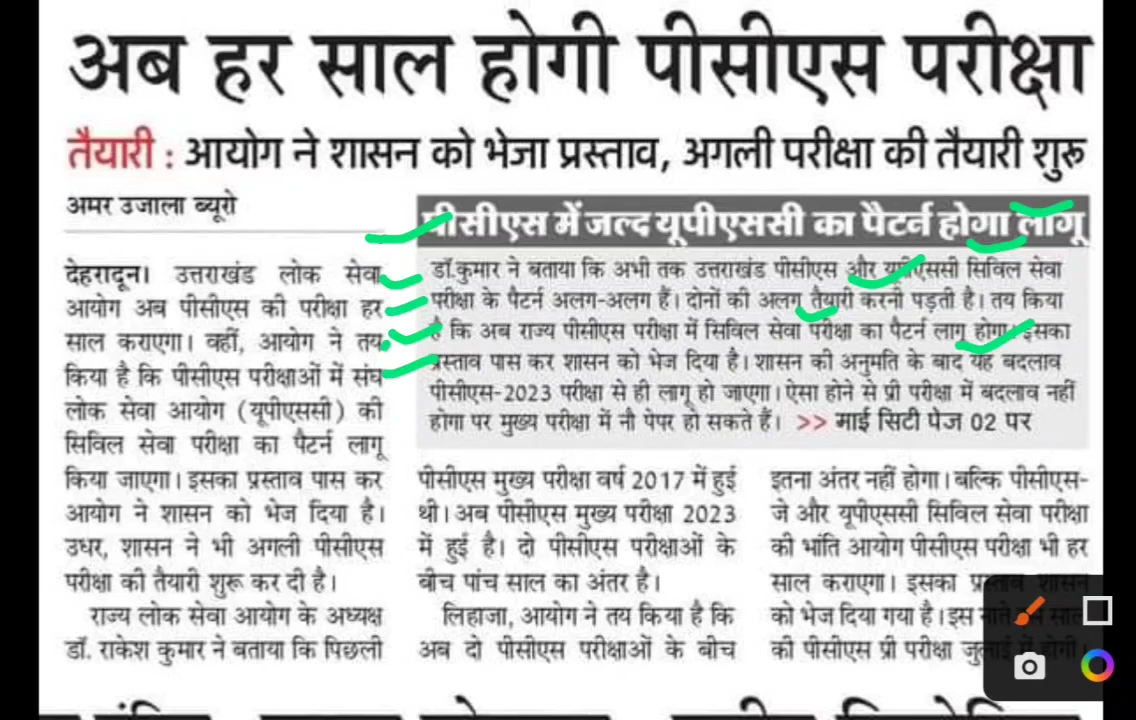 अब हर साल होगी पीसीएस परीक्षा
तैयारी : आयोग ने शासन को भेजा प्रस्ताव, अगली परीक्षा की तैयारी शुरू
अमर उजाला ब्यूरो
देहरादून। उत्तराखंड लोक सेवा
आयोग अब पीसीएस की परीक्षा हर
साल कराएगा। वहीं, आयोग ने तय
किया है कि पीसीएस परीक्षाओं में संघ
लोक सेवा आयोग (यूपीएससी) की
सिविल सेवा परीक्षा का पैटर्न लागू
किया जाएगा। इसका प्रस्ताव पास कर
आयोग ने शासन को भेज दिया है।
उधर, शासन ने भी अगली पीसीएस
परीक्षा की तैयारी शुरू कर दी है।
राज्य लोक सेवा आयोग के अध्यक्ष
डॉ. राकेश कुमार ने बताया कि पिछली
पीसीएस में जल्द यूपीएससी का पैटर्न होगा लागू
डॉ.कुमार ने बताया कि अभी तक उत्तराखंड पीसीएस और यूपीएससी सिविल सेवा
परीक्षा के पैटर्न अलग-अलग हैं। दोनों की अलग तैयारी करनी पड़ती है। तय किया
है कि अब राज्य पीसीएस परीक्षा में सिविल सेवा परीक्षा का पैटर्न लागू होगा। इसका
प्रस्ताव पास कर शासन को भेज दिया है। शासन की अनुमति के बाद यह बदलाव
पीसीएस-2023 परीक्षा से ही लागू हो जाएगा। ऐसा होने से प्री परीक्षा में बदलाव नहीं
होगा पर मुख्य परीक्षा में नौ पेपर हो सकते हैं। >> माई सिटी पेज 02 पर
पीसीएस मुख्य परीक्षा वर्ष 2017 में हुई
थी। अब पीसीएस मुख्य परीक्षा 2023
में हुई है। दो पीसीएस परीक्षाओं के
बीच पांच साल का अंतर है।
लिहाजा, आयोग ने तय किया है कि
अब दो पीसीएस परीक्षाओं के बीच
इतना अंतर नहीं होगा। बल्कि पीसीएस-
जे और यूपीएससी सिविल सेवा परीक्षा
की भांति आयोग पीसीएस परीक्षा भी हर
साल कराएगा। इसका प्रस्ताव शासन
को भेज दिया गया है। इस नाते इस साल
की पीसीएस प्री परीक्षा जुलाई में होगी।